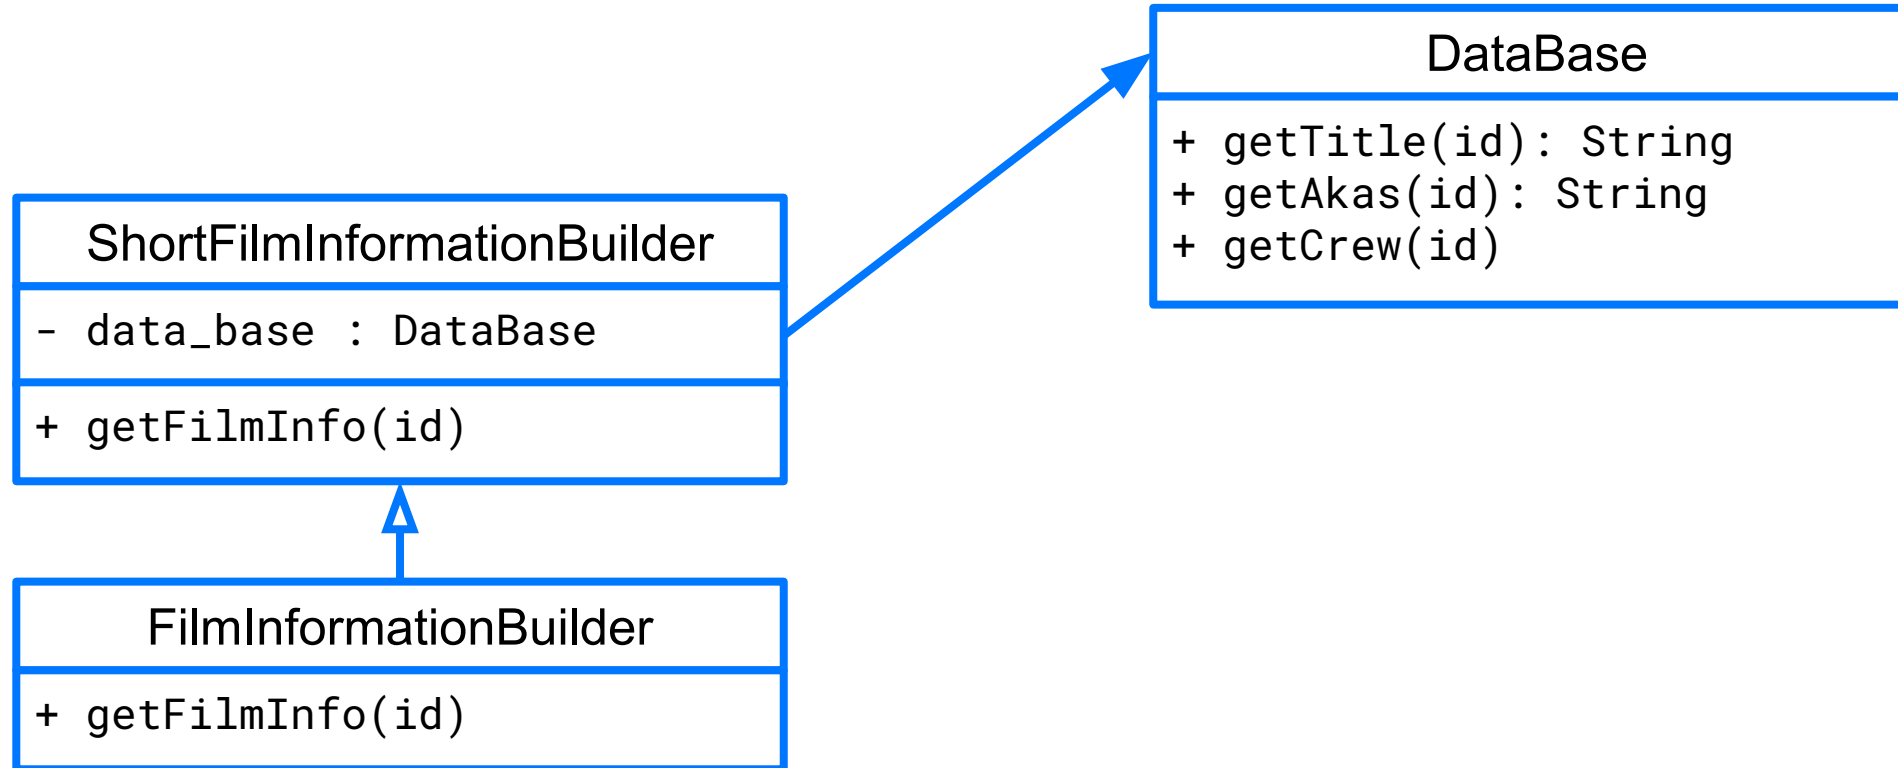 DataBase
+ getTitle(id): String
+ getAkas(id): String
+ getCrew(id)
ShortFilmInformationBuilder
- data_base : DataBase
+ getFilmInfo(id)
FilmInformationBuilder
+ getFilmInfo(id)